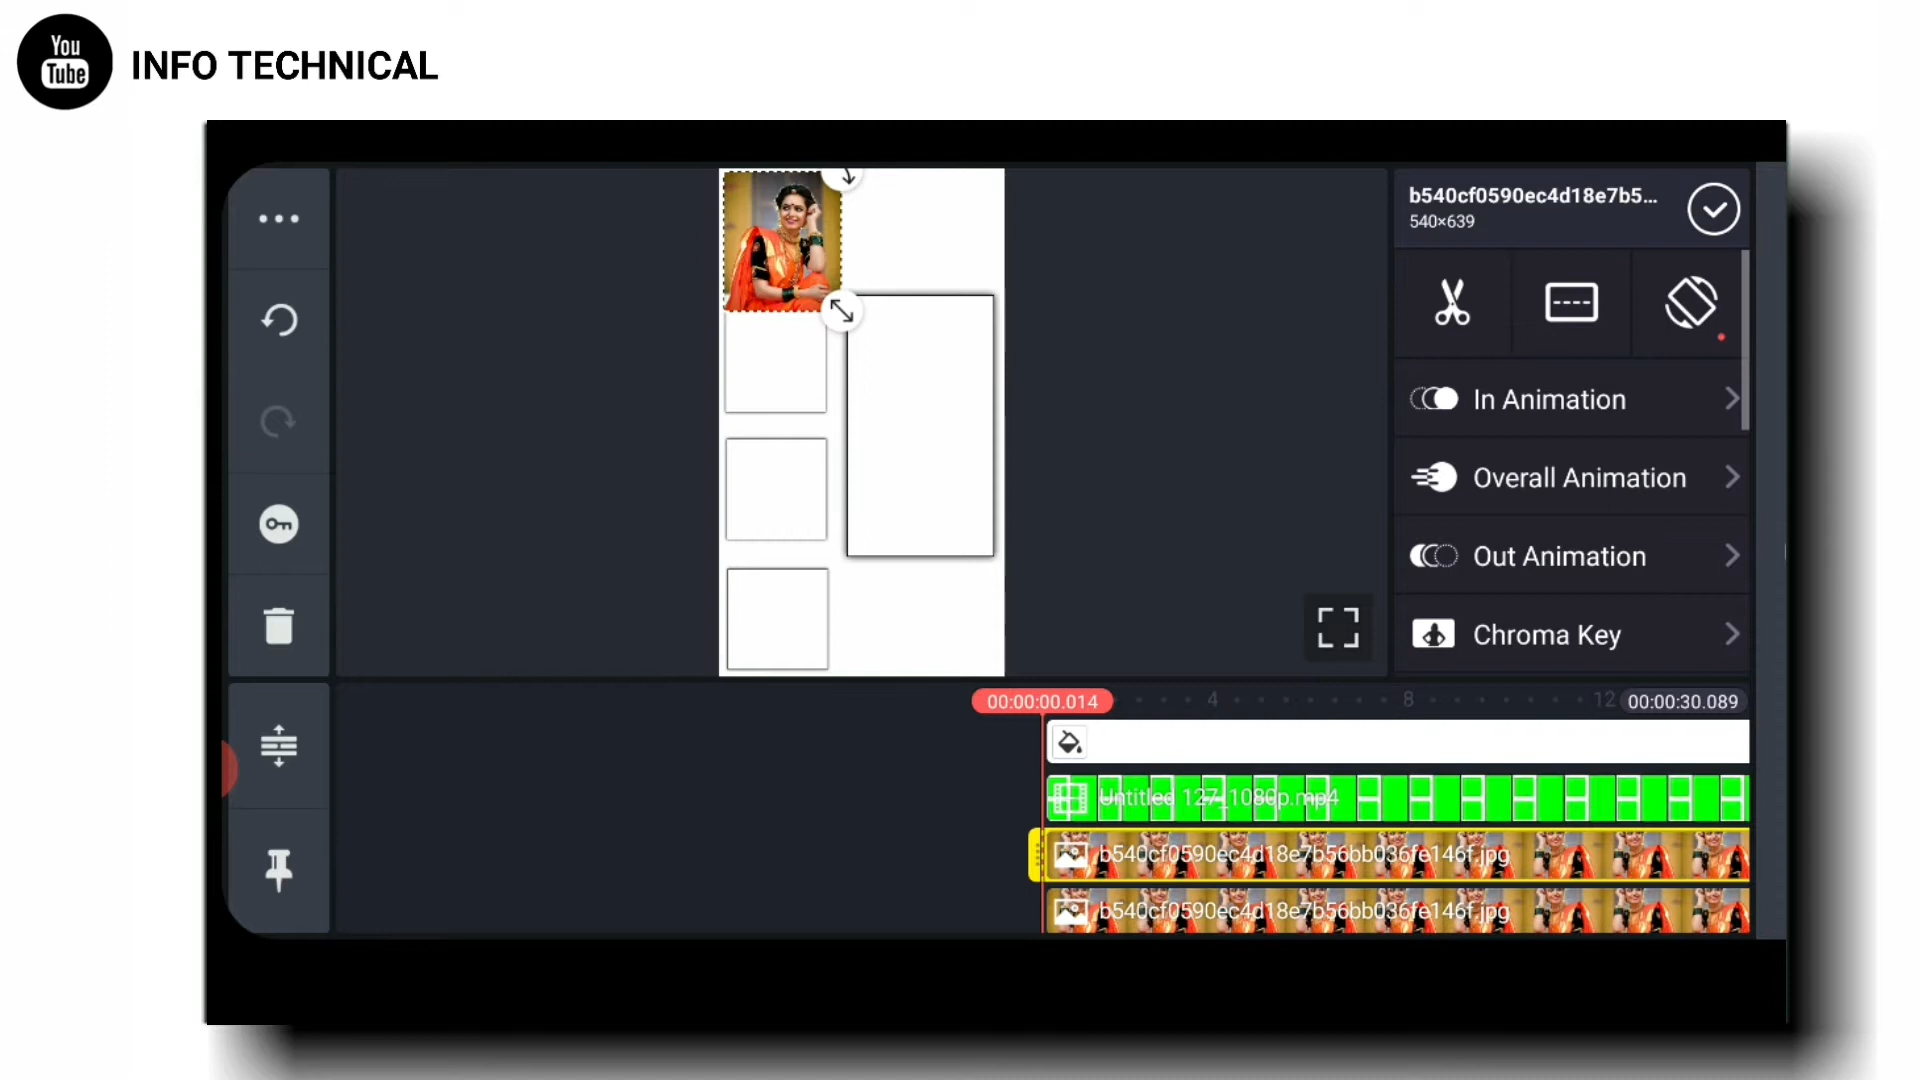 You
Tube
INFO TECHNICAL
b540cf0590ec4d18e7b5...
540×639
In Animation
Overall Animation
Out Animation
Chroma Key
00:00:00.014
4
8
12
00:00:30.089
Untitled 127_1080p.mp4
b540cf0590ec4d18e7b56bb036fe146f.jpg
b540cf0590ec4d18e7b56bb036fe146f.jpg